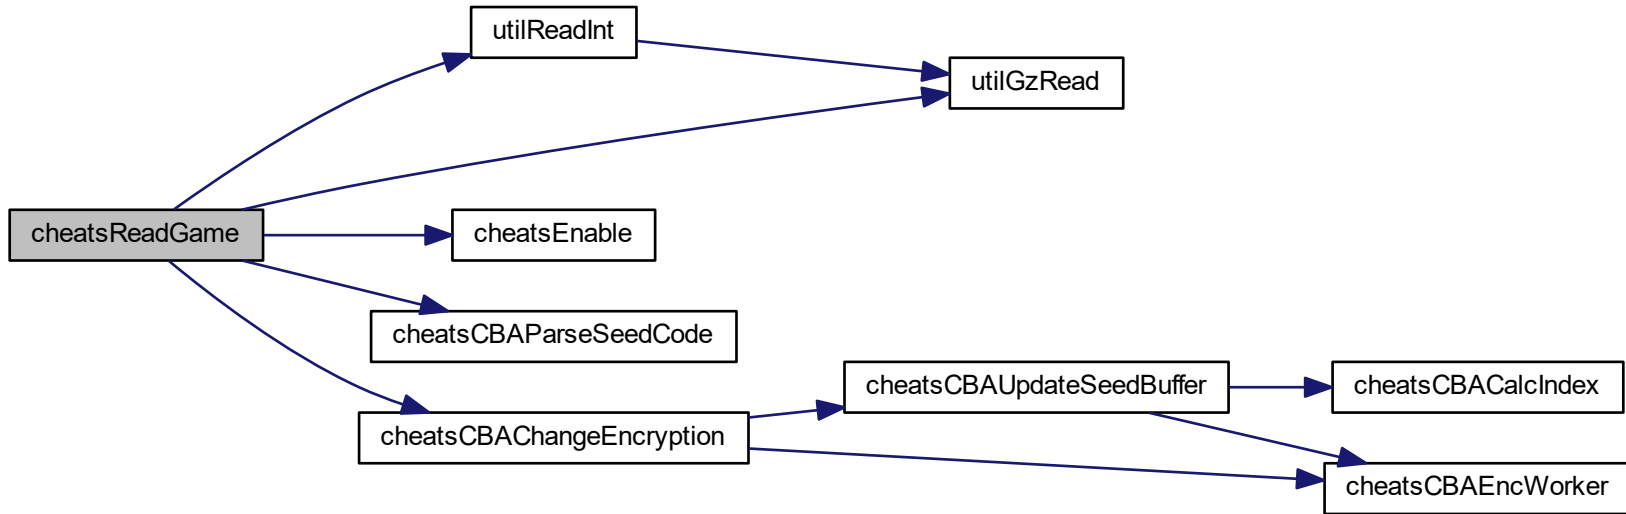 utilReadInt
utilGzRead
cheatsReadGame
cheatsEnable
cheatsCBAParseSeedCode
cheatsCBAUpdateSeedBuffer
cheatsCBACalcIndex
cheatsCBAChangeEncryption
cheatsCBAEncWorker